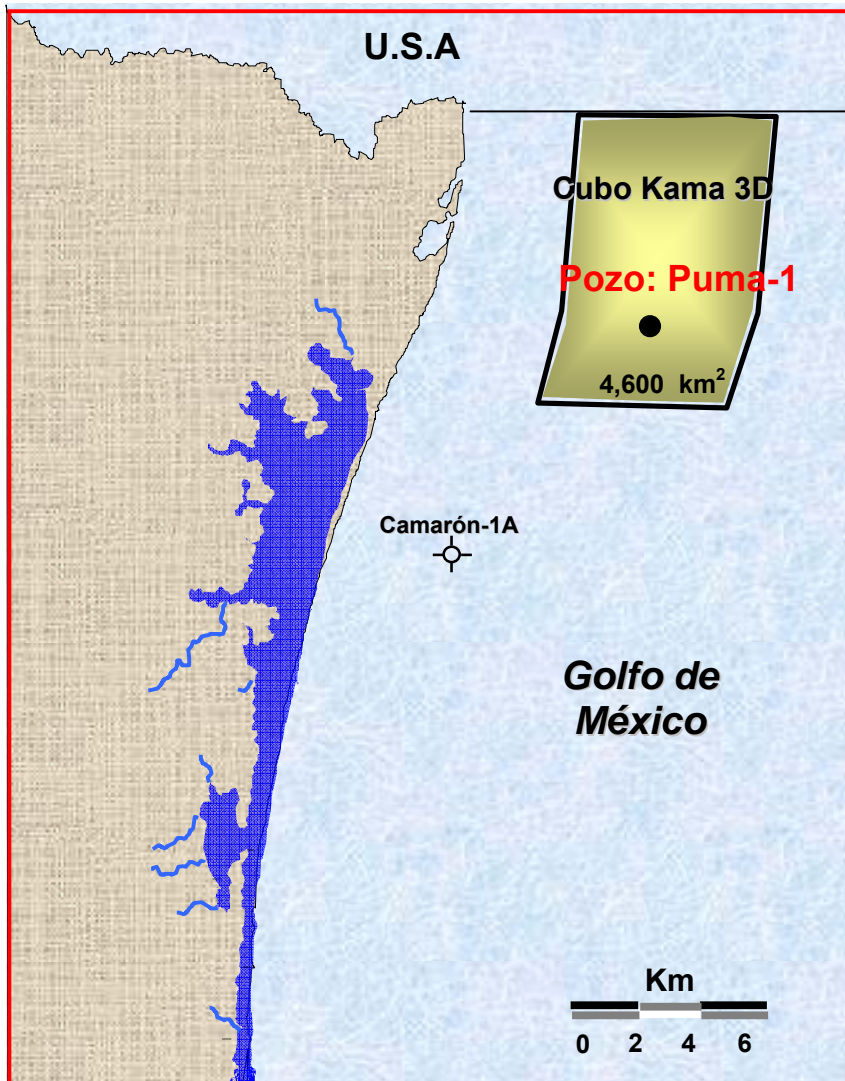 U.S.A
Cubo Kama 3D
Pozo: Puma-1
4,600 km²
Camarón-1A
Golfo de
México
Km
0 2 4 6